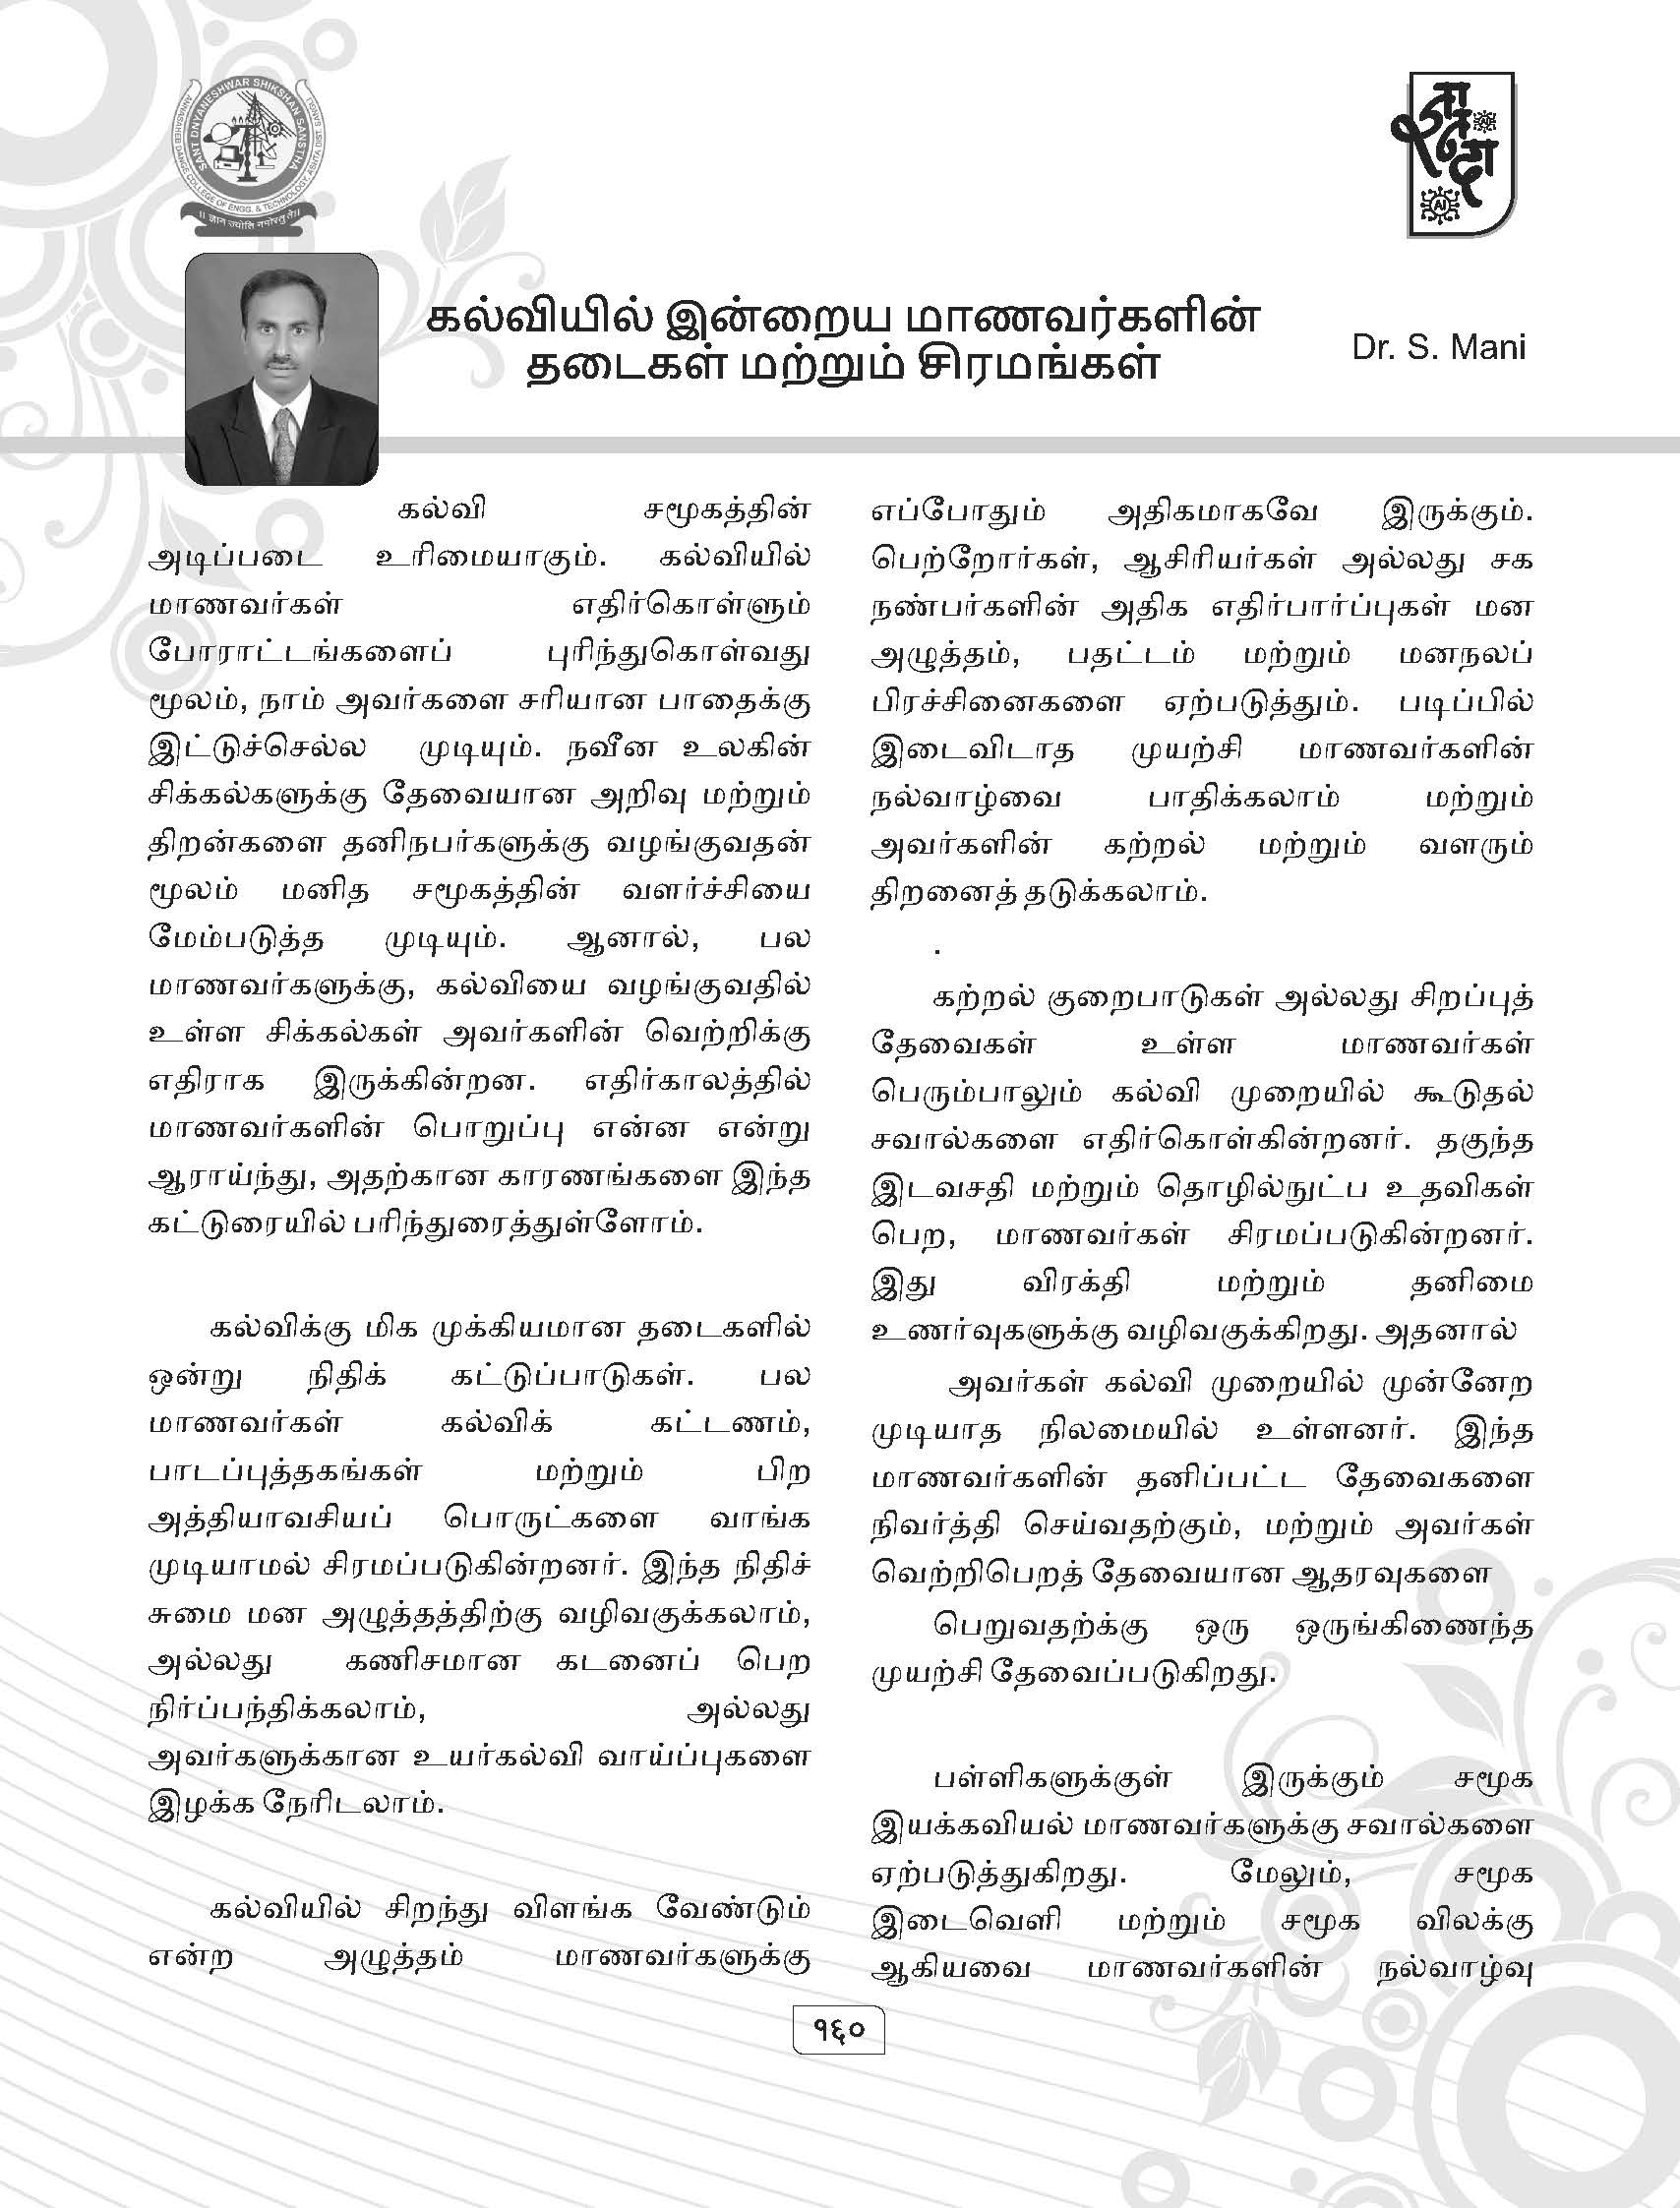 SANT DNYANESHWAR SHIKSHAN SANSTHA
ANNASAHEB DANGE COLLEGE OF ENGG. & TECHNOLOGY, ASHTA DIST. SANGLI
AI
AI
கல்வியில் இன்றைய மாணவர்களின்
தடைகள் மற்றும் சிரமங்கள்
Dr. S. Mani
கல்வி சமூகத்தின்
அடிப்படை உரிமையாகும். கல்வியில்
மாணவர்கள் எதிர்கொள்ளும்
போராட்டங்களைப் புரிந்துகொள்வது
மூலம், நாம் அவர்களை சரியான பாதைக்கு
இட்டுச்செல்ல முடியும். நவீன உலகின்
சிக்கல்களுக்கு தேவையான அறிவு மற்றும்
திறன்களை தனிநபர்களுக்கு வழங்குவதன்
மூலம் மனித சமூகத்தின் வளர்ச்சியை
மேம்படுத்த முடியும். ஆனால், பல
மாணவர்களுக்கு, கல்வியை வழங்குவதில்
உள்ள சிக்கல்கள் அவர்களின் வெற்றிக்கு
எதிராக இருக்கின்றன. எதிர்காலத்தில்
மாணவர்களின் பொறுப்பு என்ன என்று
ஆராய்ந்து, அதற்கான காரணங்களை இந்த
கட்டுரையில் பரிந்துரைத்துள்ளோம்.
கல்விக்கு மிக முக்கியமான தடைகளில்
ஒன்று நிதிக் கட்டுப்பாடுகள். பல
மாணவர்கள் கல்விக் கட்டணம்,
பாடப்புத்தகங்கள் மற்றும் பிற
அத்தியாவசியப் பொருட்களை வாங்க
முடியாமல் சிரமப்படுகின்றனர். இந்த நிதிச்
சுமை மன அழுத்தத்திற்கு வழிவகுக்கலாம்,
அல்லது கணிசமான கடனைப் பெற
நிர்ப்பந்திக்கலாம், அல்லது
அவர்களுக்கான உயர்கல்வி வாய்ப்புகளை
இழக்க நேரிடலாம்.
கல்வியில் சிறந்து விளங்க வேண்டும்
என்ற அழுத்தம் மாணவர்களுக்கு
எப்போதும் அதிகமாகவே இருக்கும்.
பெற்றோர்கள், ஆசிரியர்கள் அல்லது சக
நண்பர்களின் அதிக எதிர்பார்ப்புகள் மன
அழுத்தம், பதட்டம் மற்றும் மனநலப்
பிரச்சினைகளை ஏற்படுத்தும். படிப்பில்
இடைவிடாத முயற்சி மாணவர்களின்
நல்வாழ்வை பாதிக்கலாம் மற்றும்
அவர்களின் கற்றல் மற்றும் வளரும்
திறனைத் தடுக்கலாம்.
.
கற்றல் குறைபாடுகள் அல்லது சிறப்புத்
தேவைகள் உள்ள மாணவர்கள்
பெரும்பாலும் கல்வி முறையில் கூடுதல்
சவால்களை எதிர்கொள்கின்றனர். தகுந்த
இடவசதி மற்றும் தொழில்நுட்ப உதவிகள்
பெற, மாணவர்கள் சிரமப்படுகின்றனர்.
இது விரக்தி மற்றும் தனிமை
உணர்வுகளுக்கு வழிவகுக்கிறது. அதனால்
அவர்கள் கல்வி முறையில் முன்னேற
முடியாத நிலமையில் உள்ளனர். இந்த
மாணவர்களின் தனிப்பட்ட தேவைகளை
நிவர்த்தி செய்வதற்கும், மற்றும் அவர்கள்
வெற்றிபெறத் தேவையான ஆதரவுகளை
பெறுவதற்க்கு ஒரு ஒருங்கிணைந்த
முயற்சி தேவைப்படுகிறது.
பள்ளிகளுக்குள் இருக்கும் சமூக
இயக்கவியல் மாணவர்களுக்கு சவால்களை
ஏற்படுத்துகிறது. மேலும், சமூக
இடைவெளி மற்றும் சமூக விலக்கு
ஆகியவை மாணவர்களின் நல்வாழ்வு
१६०